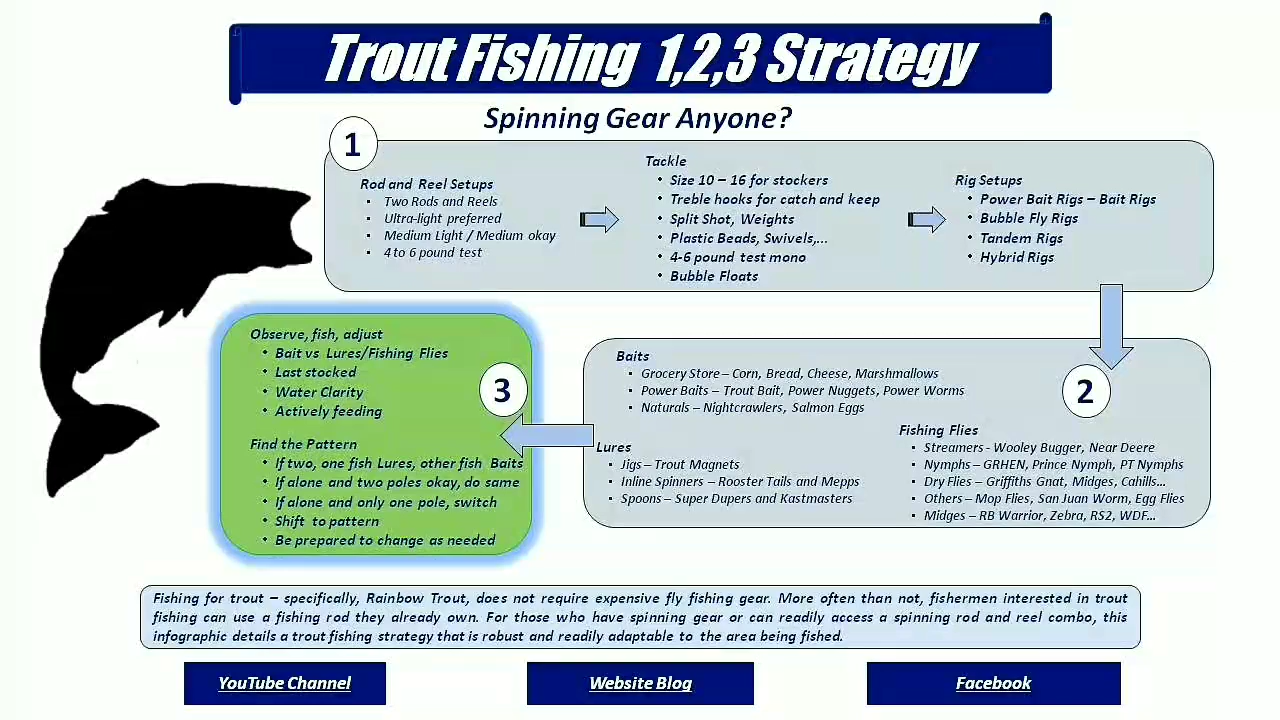 Trout Fishing 1,2,3 Strategy
Spinning Gear Anyone?
1
Rod and Reel Setups
• Two Rods and Reels
• Ultra-light preferred
• Medium Light / Medium okay
• 4 to 6 pound test
Tackle
• Size 10 – 16 for stockers
• Treble hooks for catch and keep
• Split Shot, Weights
• Plastic Beads, Swivels,...
• 4-6 pound test mono
• Bubble Floats
Rig Setups
• Power Bait Rigs – Bait Rigs
• Bubble Fly Rigs
• Tandem Rigs
• Hybrid Rigs
2
Baits
• Grocery Store – Corn, Bread, Cheese, Marshmallows
• Power Baits – Trout Bait, Power Nuggets, Power Worms
• Naturals – Nightcrawlers, Salmon Eggs
Lures
• Jigs – Trout Magnets
• Inline Spinners – Rooster Tails and Mepps
• Spoons – Super Dupers and Kastmasters
Fishing Flies
• Streamers - Wooley Bugger, Near Deere
• Nymphs – GRHEN, Prince Nymph, PT Nymphs
• Dry Flies – Griffiths Gnat, Midges, Cahills...
• Others – Mop Flies, San Juan Worm, Egg Flies
• Midges – RB Warrior, Zebra, RS2, WDF...
3
Observe, fish, adjust
• Bait vs Lures/Fishing Flies
• Last stocked
• Water Clarity
• Actively feeding
Find the Pattern
• If two, one fish Lures, other fish Baits
• If alone and two poles okay, do same
• If alone and only one pole, switch
• Shift to pattern
• Be prepared to change as needed
Fishing for trout – specifically, Rainbow Trout, does not require expensive fly fishing gear. More often than not, fishermen interested in trout
fishing can use a fishing rod they already own. For those who have spinning gear or can readily access a spinning rod and reel combo, this
infographic details a trout fishing strategy that is robust and readily adaptable to the area being fished.
YouTube Channel
Website Blog
Facebook